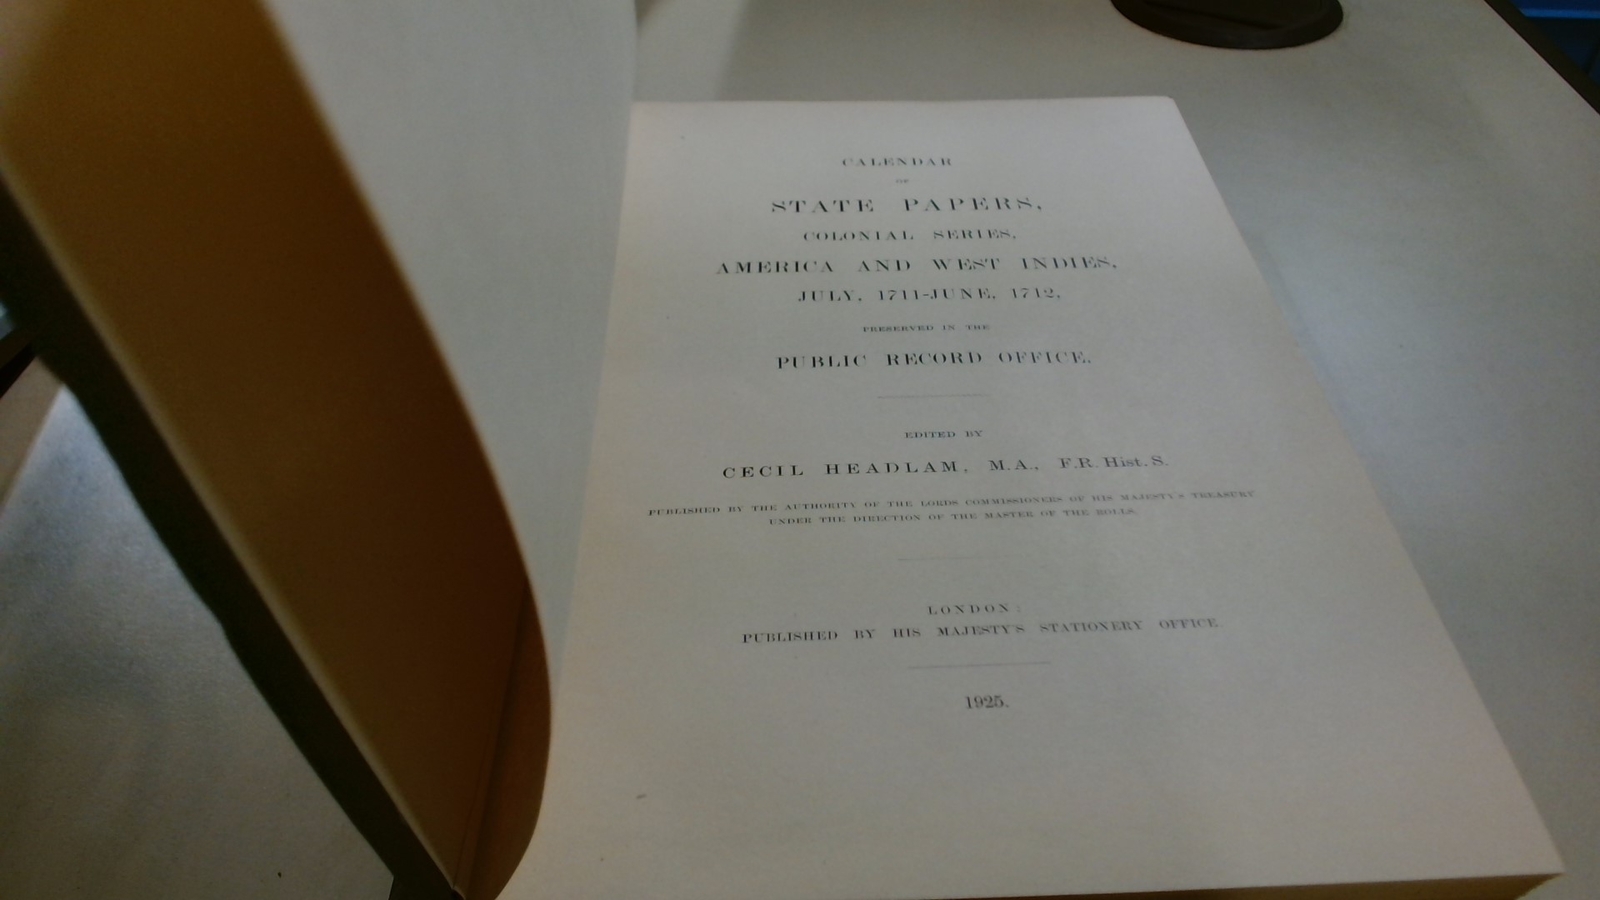 CALENDAR
OF
STATE PAPERS,
COLONIAL SERIES,
AMERICA AND WEST INDIES,
JULY, 1711-JUNE, 1712,
PRESERVED IN THE
PUBLIC RECORD OFFICE.
EDITED BY
CECIL HEADLAM, M.A., F.R.Hist.S.
PUBLISHED BY THE AUTHORITY OF THE LORDS COMMISSIONERS OF HIS MAJESTY'S TREASURY
UNDER THE DIRECTION OF THE MASTER OF THE ROLLS.
LONDON:
PUBLISHED BY HIS MAJESTY'S STATIONERY OFFICE.
1925.